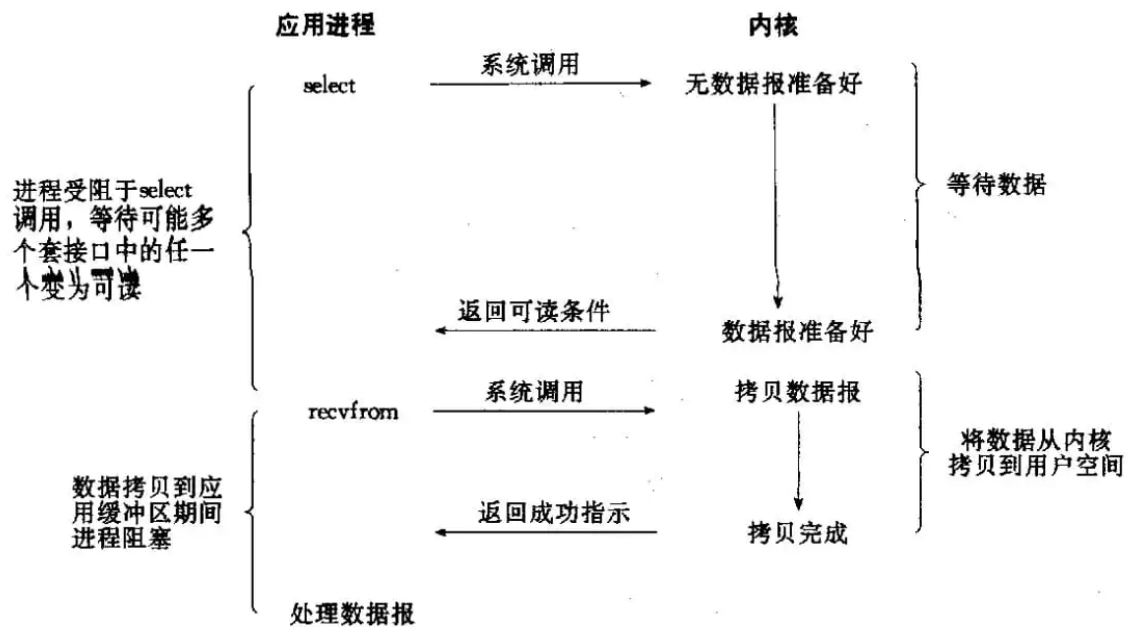 应用进程
内核
select
系统调用
无数据报准备好
进程受阻于select
调用，等待可能多
个套接口中的任一
个变为可读
等待数据
返回可读条件
数据报准备好
recvfrom
系统调用
拷贝数据报
数据拷贝到应
用缓冲区期间
进程阻塞
将数据从内核
拷贝到用户空间
返回成功指示
拷贝完成
处理数据报